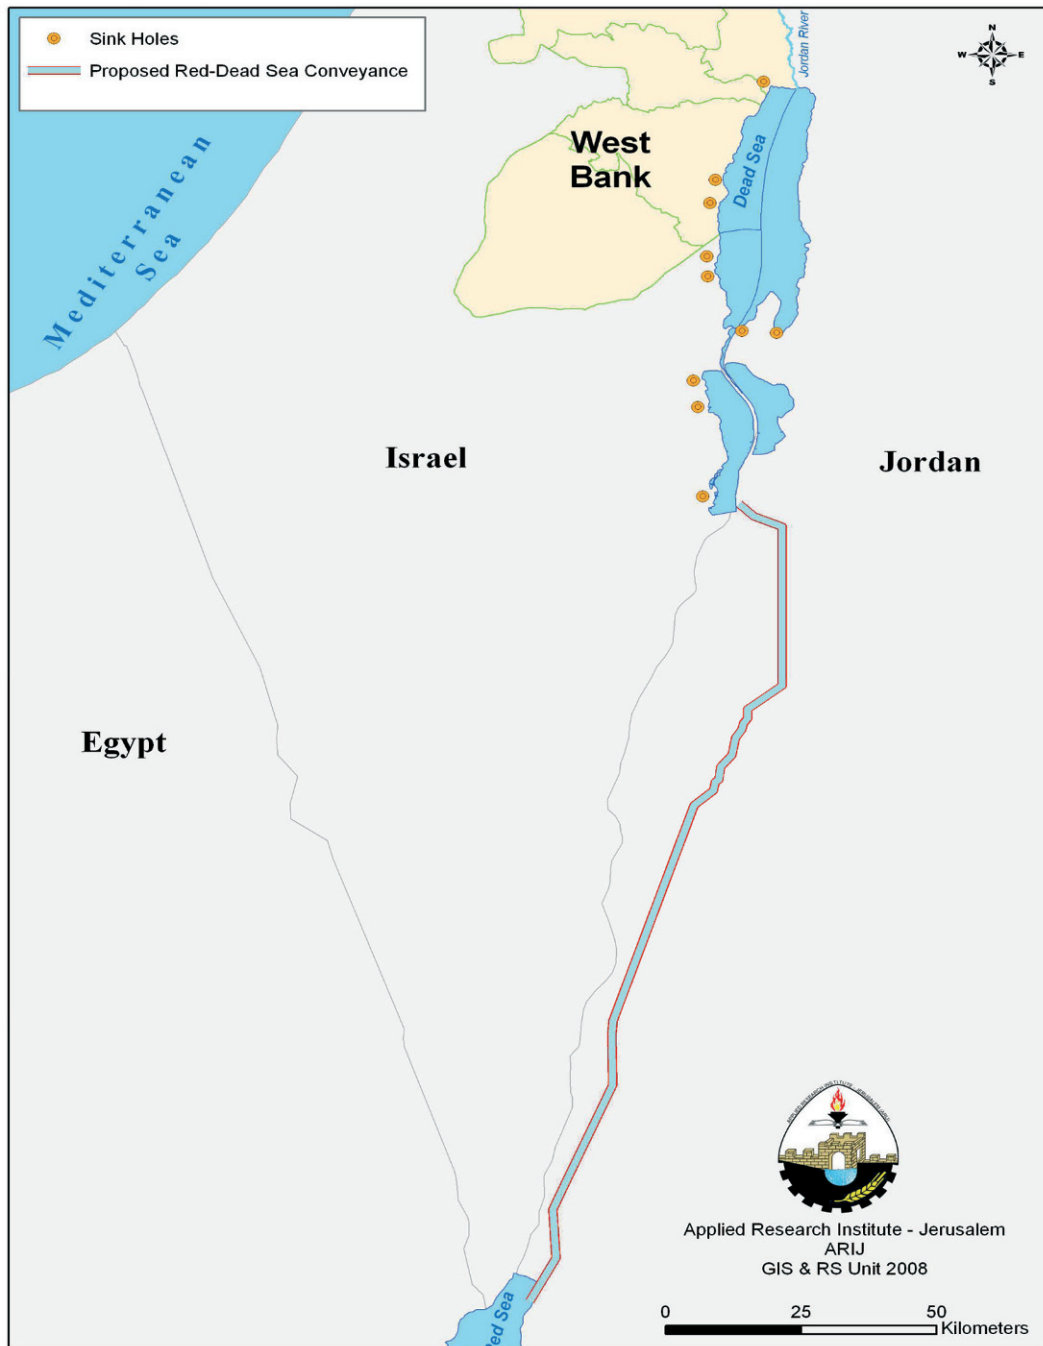 Sink Holes
Proposed Red-Dead Sea Conveyance
N
W E
S
Jordan River
Mediterranean
Sea
West
Bank
Dead Sea
Israel
Jordan
Egypt
Red Sea
Applied Research Institute - Jerusalem
ARIJ
GIS & RS Unit 2008
0 25 50
Kilometers